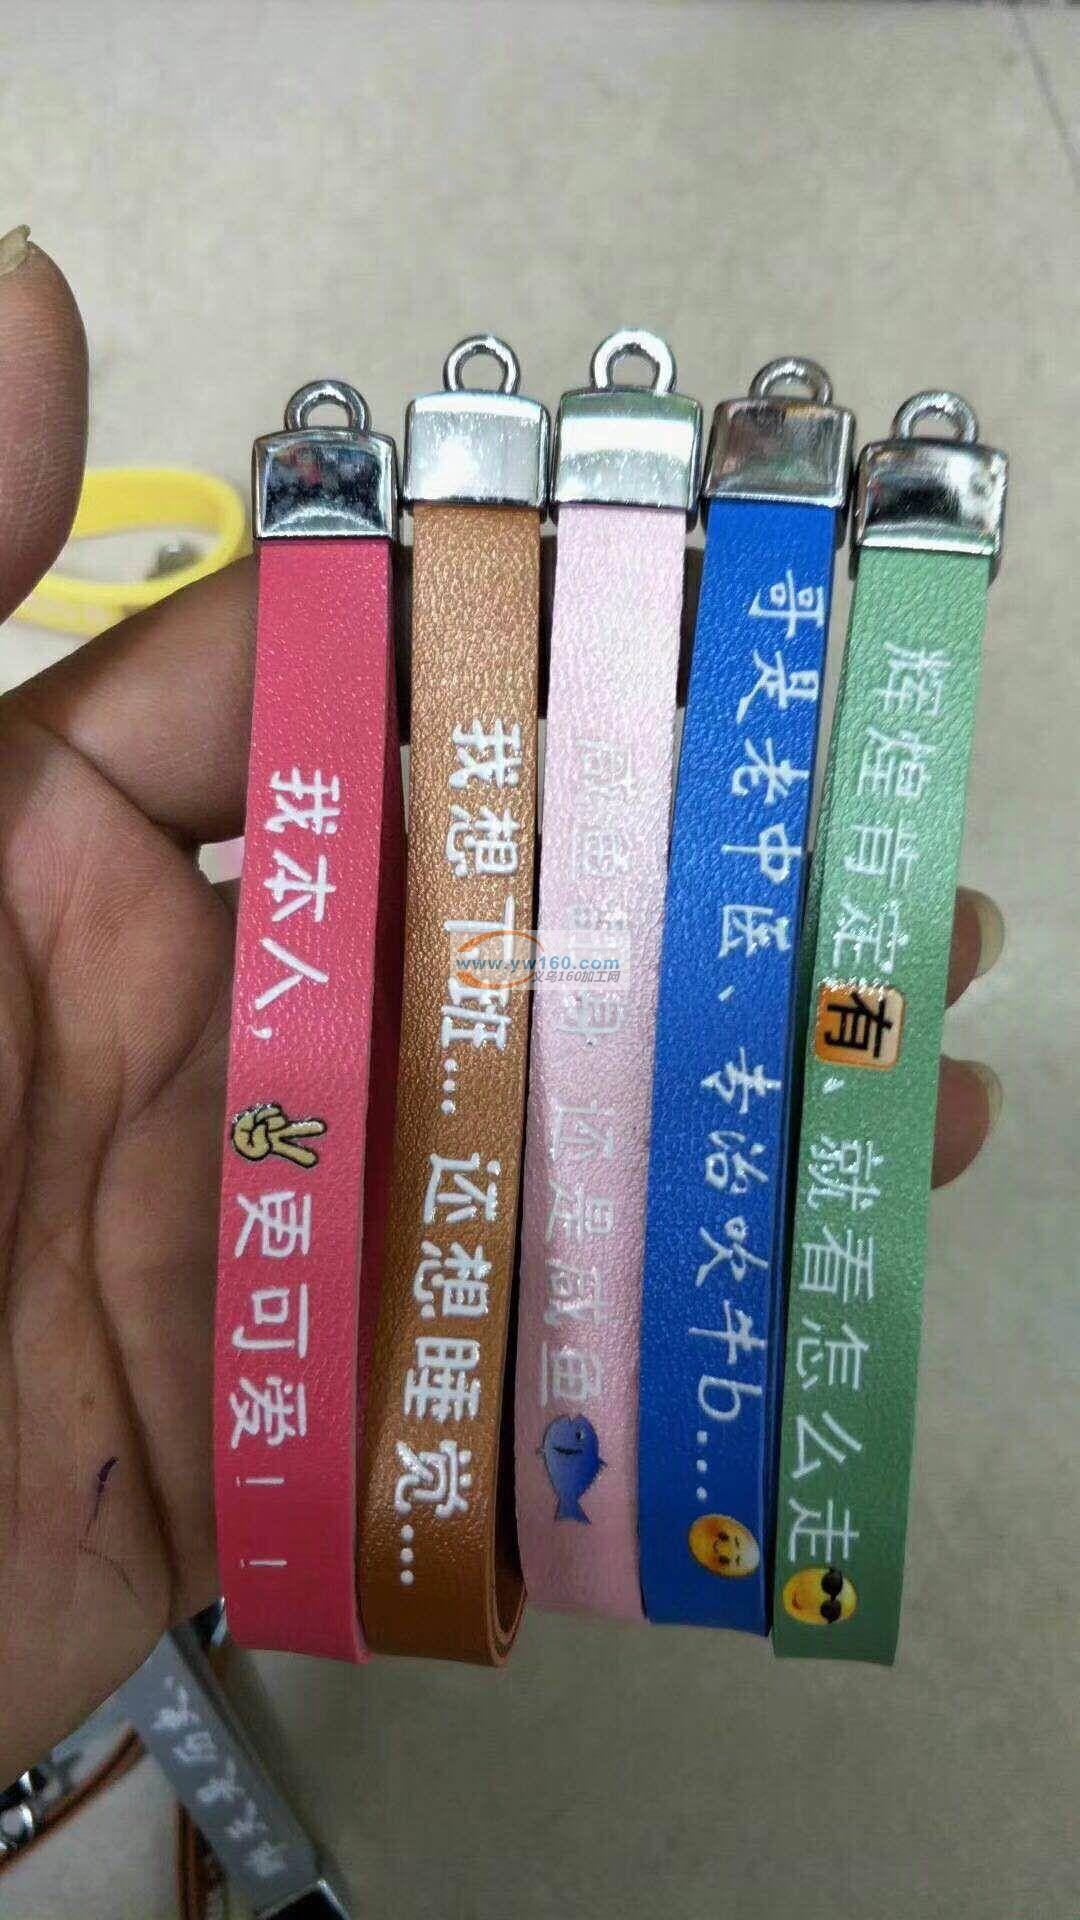 我本人，更可爱！！
我想下班...还想睡觉...
咸鱼翻身 还是咸鱼
哥是老中医、专治吹牛b...
辉煌肯定有、就看怎么走
www.yw160.com
义乌160加工网